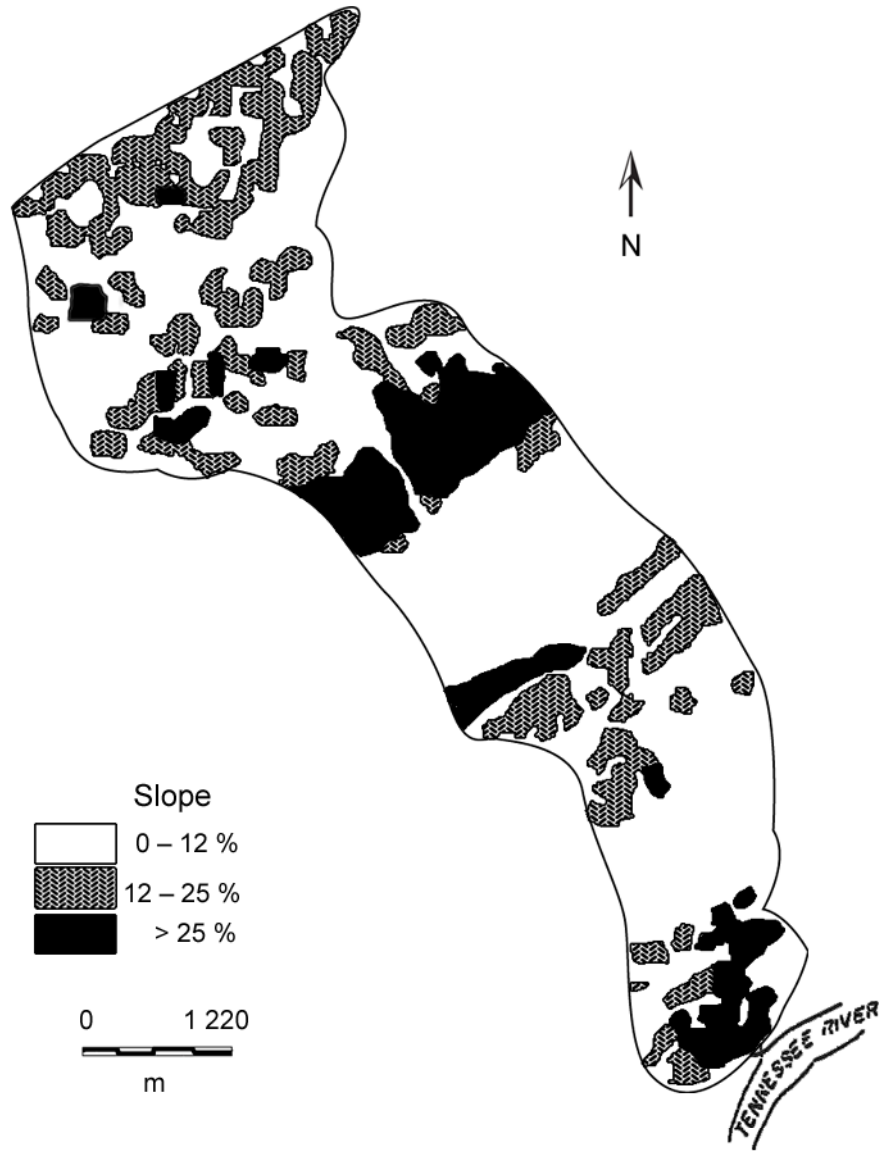 N
Slope
0 – 12 %
12 – 25 %
> 25 %
0 1 220
m
TENNESSEE RIVER